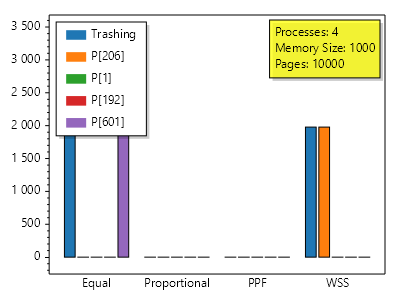 3 500
3 000
2 500
2 000
1 500
1 000
500
0
Trashing
P[206]
P[1]
P[192]
P[601]
Processes: 4
Memory Size: 1000
Pages: 10000
Equal Proportional PPF WSS